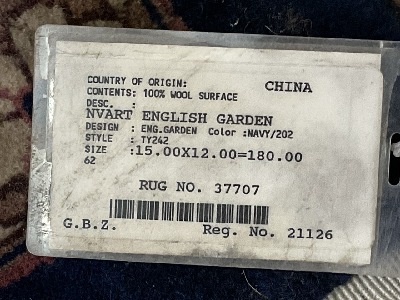 COUNTRY OF ORIGIN: CHINA
CONTENTS: 100% WOOL SURFACE
DESC. :
NVART ENGLISH GARDEN
DESIGN : ENG.GARDEN Color :NAVY/202
STYLE : TY242
SIZE :15.00X12.00=180.00
62
RUG NO. 37707
G.B.Z. Reg. No. 21126